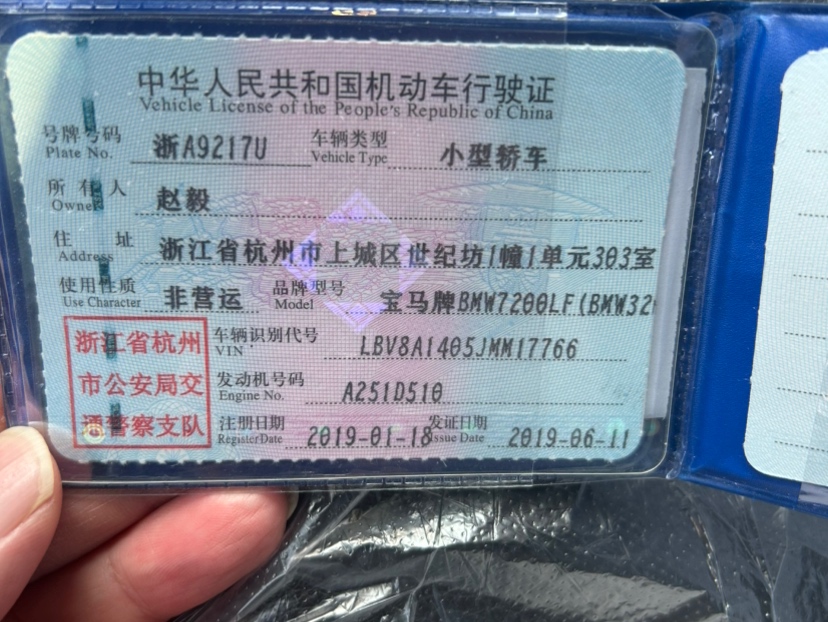 中华人民共和国机动车行驶证
Vehicle License of the People's Republic of China
号牌号码 浙A9217U 车辆类型 小型轿车
Plate No. Vehicle Type
所有人 赵毅
Owner
住址 浙江省杭州市上城区世纪坊1幢1单元303室
Address
使用性质 非营运 品牌型号 宝马牌BMW7200LF(BMW32
Use Character Model
浙江省杭州
市公安局交
通警察支队
车辆识别代号 LBV8A1405JMM17766
VIN
发动机号码 A251D510
Engine No.
注册日期 2019-01-18 发证日期 2019-06-11
Register Date Issue Date